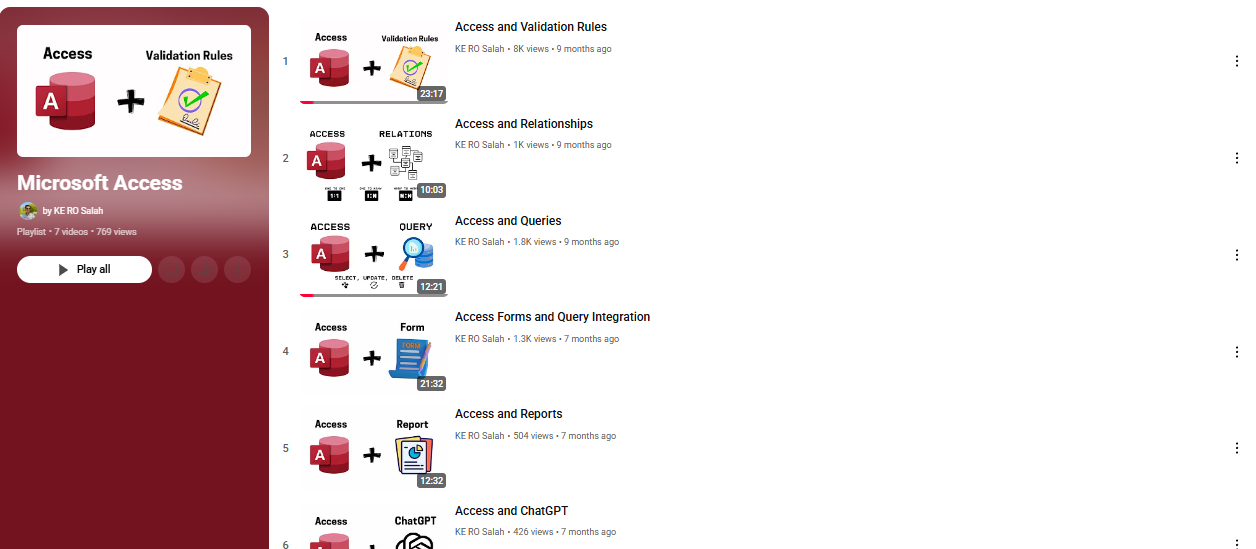 Access
Validation Rules
A
Microsoft Access
by KE RO Salah
Playlist • 7 videos • 769 views
Play all
1
Access
Validation Rules
A
23:17
Access and Validation Rules
KE RO Salah • 8K views • 9 months ago
2
ACCESS
RELATIONS
A
1:1
1:N
10:03
Access and Relationships
KE RO Salah • 1K views • 9 months ago
3
ACCESS
QUERY
A
SELECT, UPDATE, DELETE
12:21
Access and Queries
KE RO Salah • 1.8K views • 9 months ago
4
Access
Form
A
FORM
21:32
Access Forms and Query Integration
KE RO Salah • 1.3K views • 7 months ago
5
Access
Report
A
12:32
Access and Reports
KE RO Salah • 504 views • 7 months ago
6
Access
ChatGPT
Access and ChatGPT
KE RO Salah • 426 views • 7 months ago